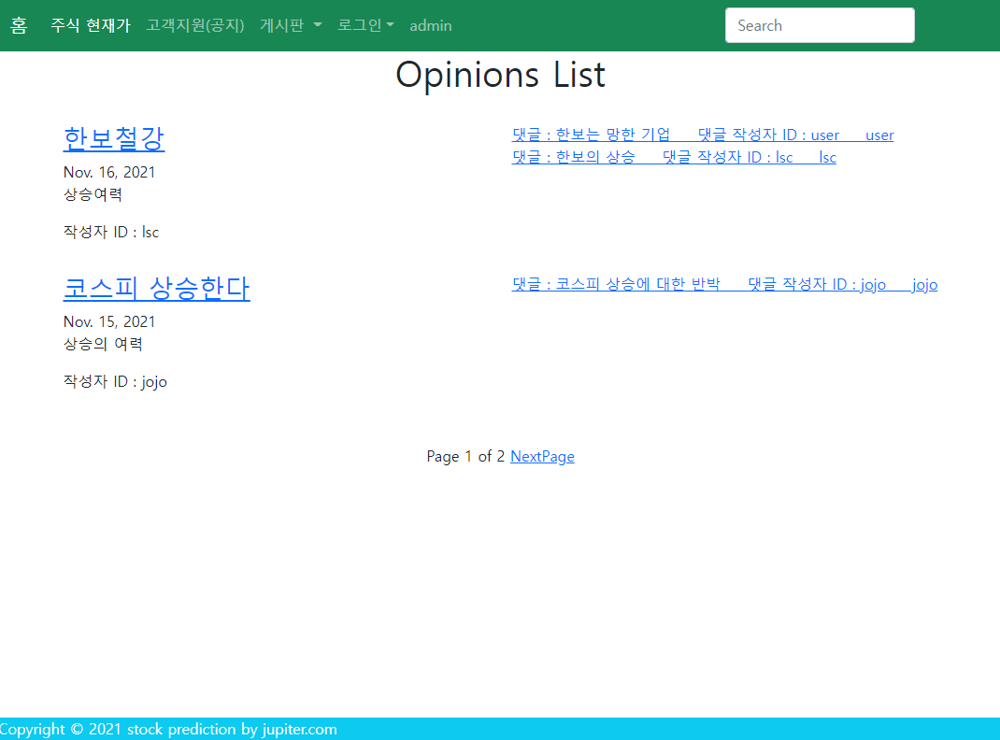 홈 주식 현재가 고객지원(공지) 게시판 로그인 admin Search
Opinions List
한보철강
Nov. 16, 2021
상승여력
작성자 ID : lsc
댓글 : 한보는 망한 기업 댓글 작성자 ID : user user
댓글 : 한보의 상승 댓글 작성자 ID : lsc lsc
코스피 상승한다
Nov. 15, 2021
상승의 여력
작성자 ID : jojo
댓글 : 코스피 상승에 대한 반박 댓글 작성자 ID : jojo jojo
Page 1 of 2 NextPage
Copyright © 2021 stock prediction by jupiter.com